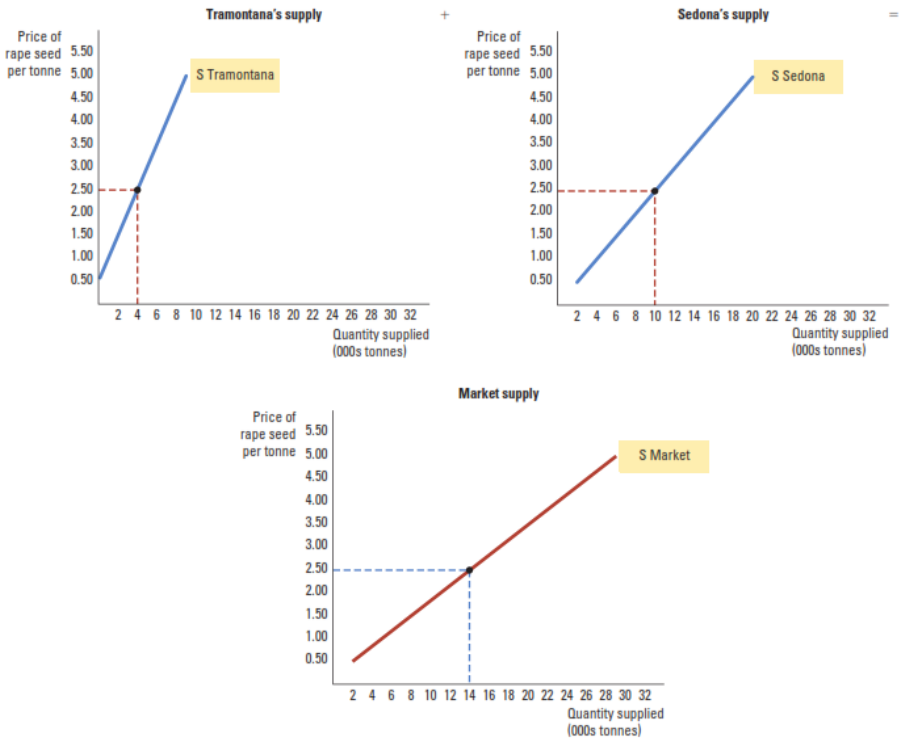 Tramontana's supply + Sedona's supply =
Price of
rape seed
per tonne
5.50
5.00
4.50
4.00
3.50
3.00
2.50
2.00
1.50
1.00
0.50
S Tramontana
2 4 6 8 10 12 14 16 18 20 22 24 26 28 30 32
Quantity supplied
(000s tonnes)
Price of
rape seed
per tonne
5.50
5.00
4.50
4.00
3.50
3.00
2.50
2.00
1.50
1.00
0.50
S Sedona
2 4 6 8 10 12 14 16 18 20 22 24 26 28 30 32
Quantity supplied
(000s tonnes)
Market supply
Price of
rape seed
per tonne
5.50
5.00
4.50
4.00
3.50
3.00
2.50
2.00
1.50
1.00
0.50
S Market
2 4 6 8 10 12 14 16 18 20 22 24 26 28 30 32
Quantity supplied
(000s tonnes)